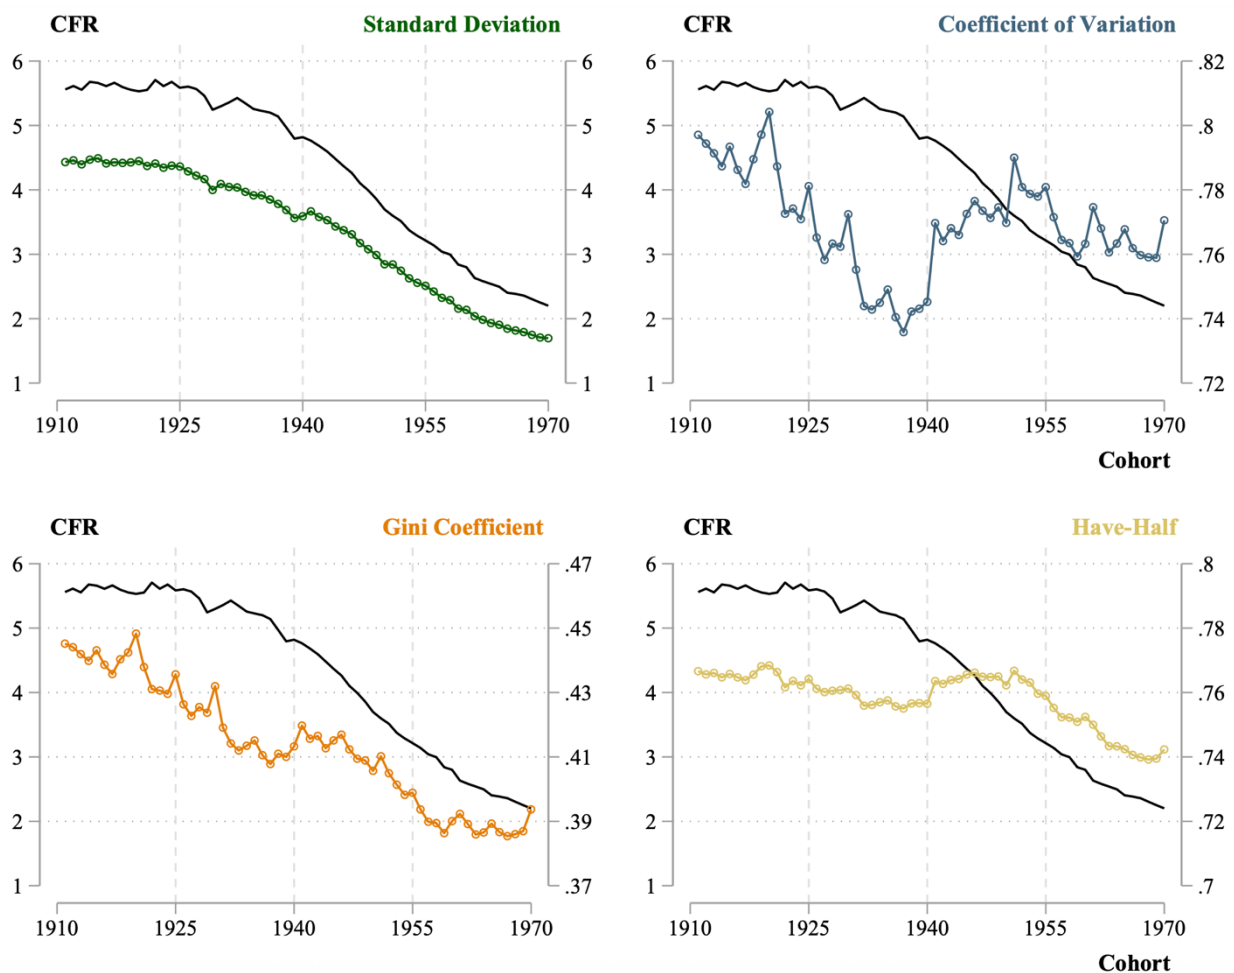 CFR Standard Deviation
6 6
5 5
4 4
3 3
2 2
1 1
1910 1925 1940 1955 1970
CFR Coefficient of Variation
6 .82
5 .8
4 .78
3 .76
2 .74
1 .72
1910 1925 1940 1955 1970
Cohort
CFR Gini Coefficient
6 .47
5 .45
4 .43
3 .41
2 .39
1 .37
1910 1925 1940 1955 1970
CFR Have-Half
6 .8
5 .78
4 .76
3 .74
2 .72
1 .7
1910 1925 1940 1955 1970
Cohort